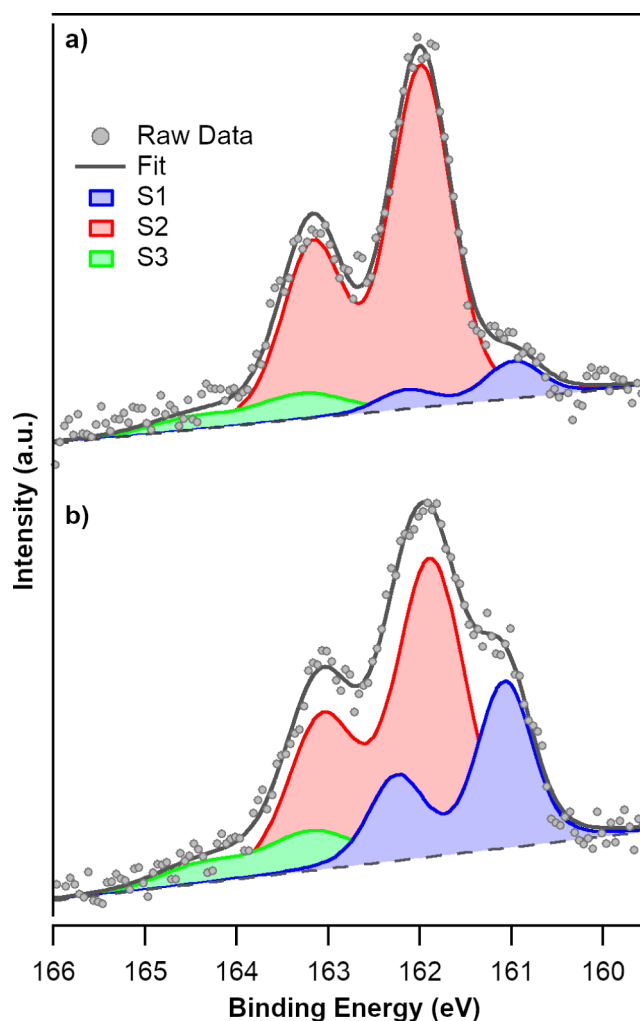 a)
Raw Data
Fit
S1
S2
S3
Intensity (a.u.)
b)
166 165 164 163 162 161 160
Binding Energy (eV)